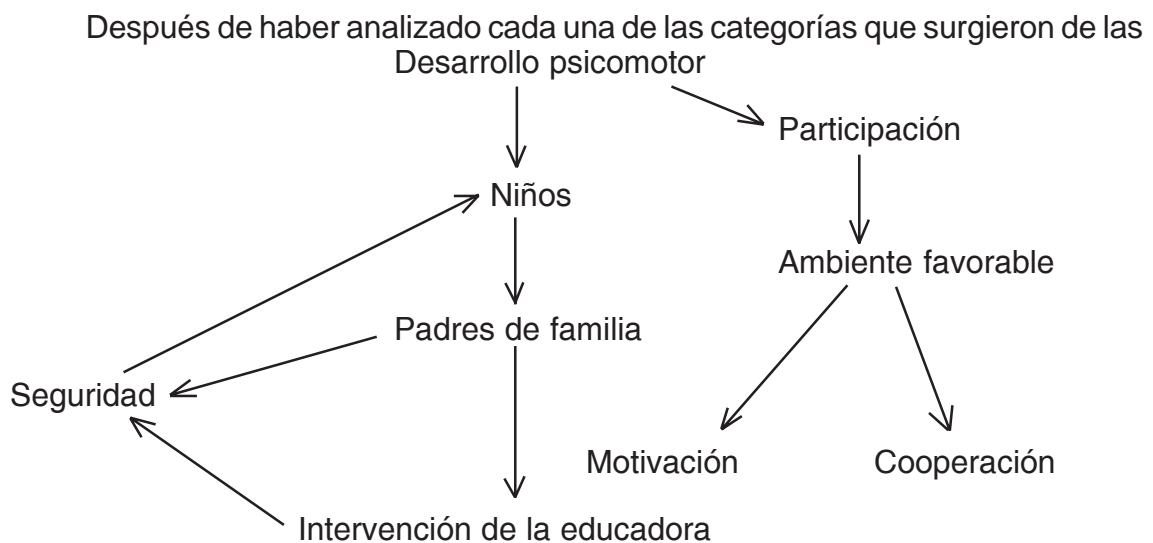 Después de haber analizado cada una de las categorías que surgieron de las
Desarrollo psicomotor
Participación
Niños
Ambiente favorable
Padres de familia
Seguridad
Motivación
Cooperación
Intervención de la educadora